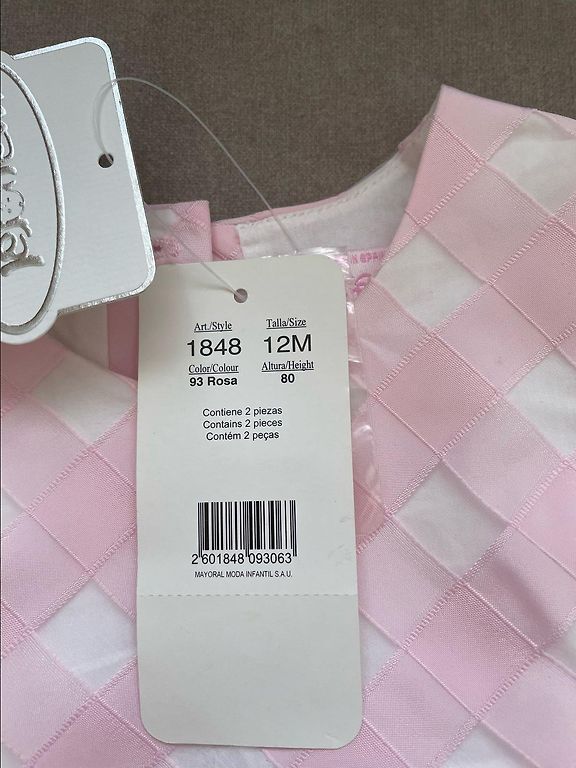 Art./Style Talla/Size
1848 12M
Color/Colour Altura/Height
93 Rosa 80
Contiene 2 piezas
Contains 2 pieces
Contém 2 peças
2 601848 093063
MAYORAL MODA INFANTIL S.A.U.